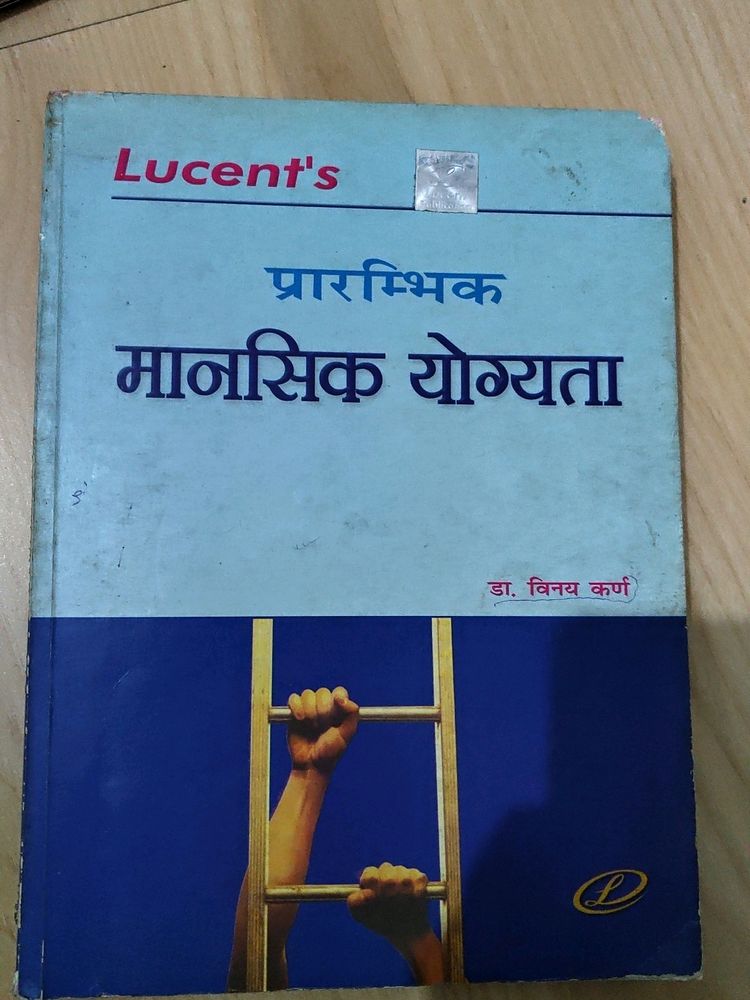 Lucent's
प्रारम्भिक
मानसिक योग्यता
डा. विनय कर्ण
L